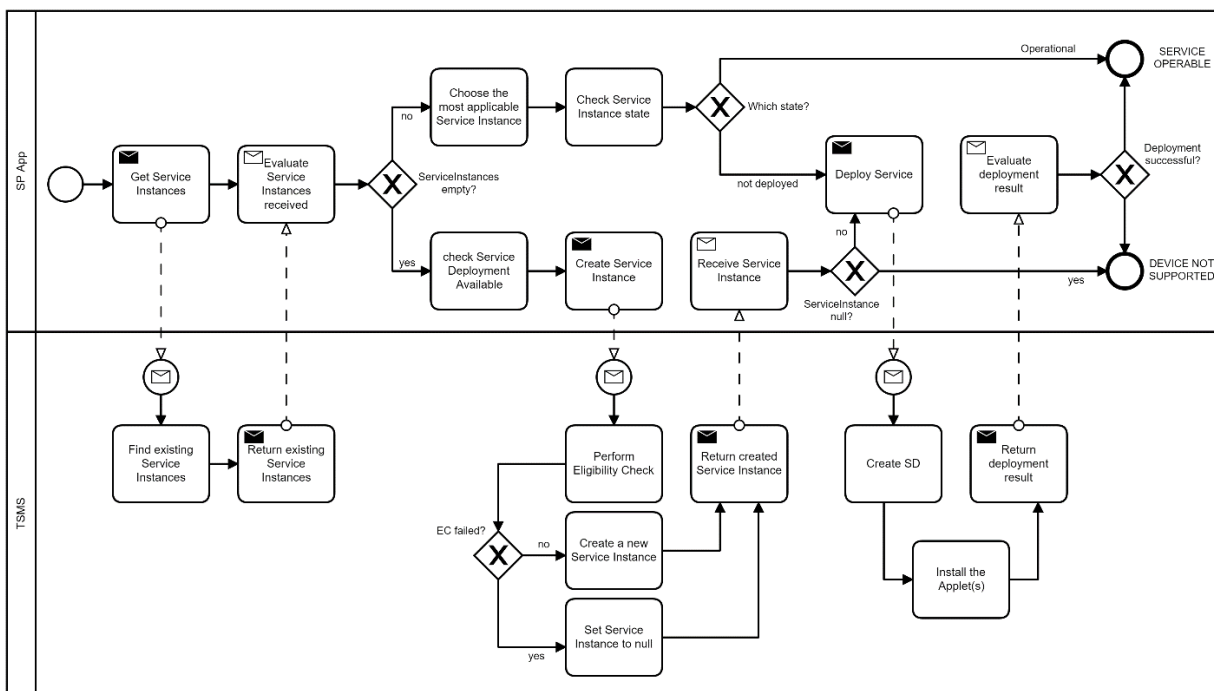 SP App
Operational
SERVICE
OPERABLE
Choose the
most applicable
Service Instance
Check Service
Instance state
Which state?
no
Get Service
Instances
Evaluate
Service
Instances
received
ServiceInstances
empty?
not deployed
Deploy Service
Evaluate
deployment
result
Deployment
successful?
yes
check Service
Deployment
Available
Create Service
Instance
Receive Service
Instance
no
ServiceInstance
null?
yes
DEVICE NOT
SUPPORTED
TSMS
Find existing
Service
Instances
Return existing
Service
Instances
Perform
Eligibility Check
Return created
Service Instance
Create SD
Return
deployment
result
EC failed?
no
Create a new
Service Instance
Install the
Applet(s)
yes
Set Service
Instance to null